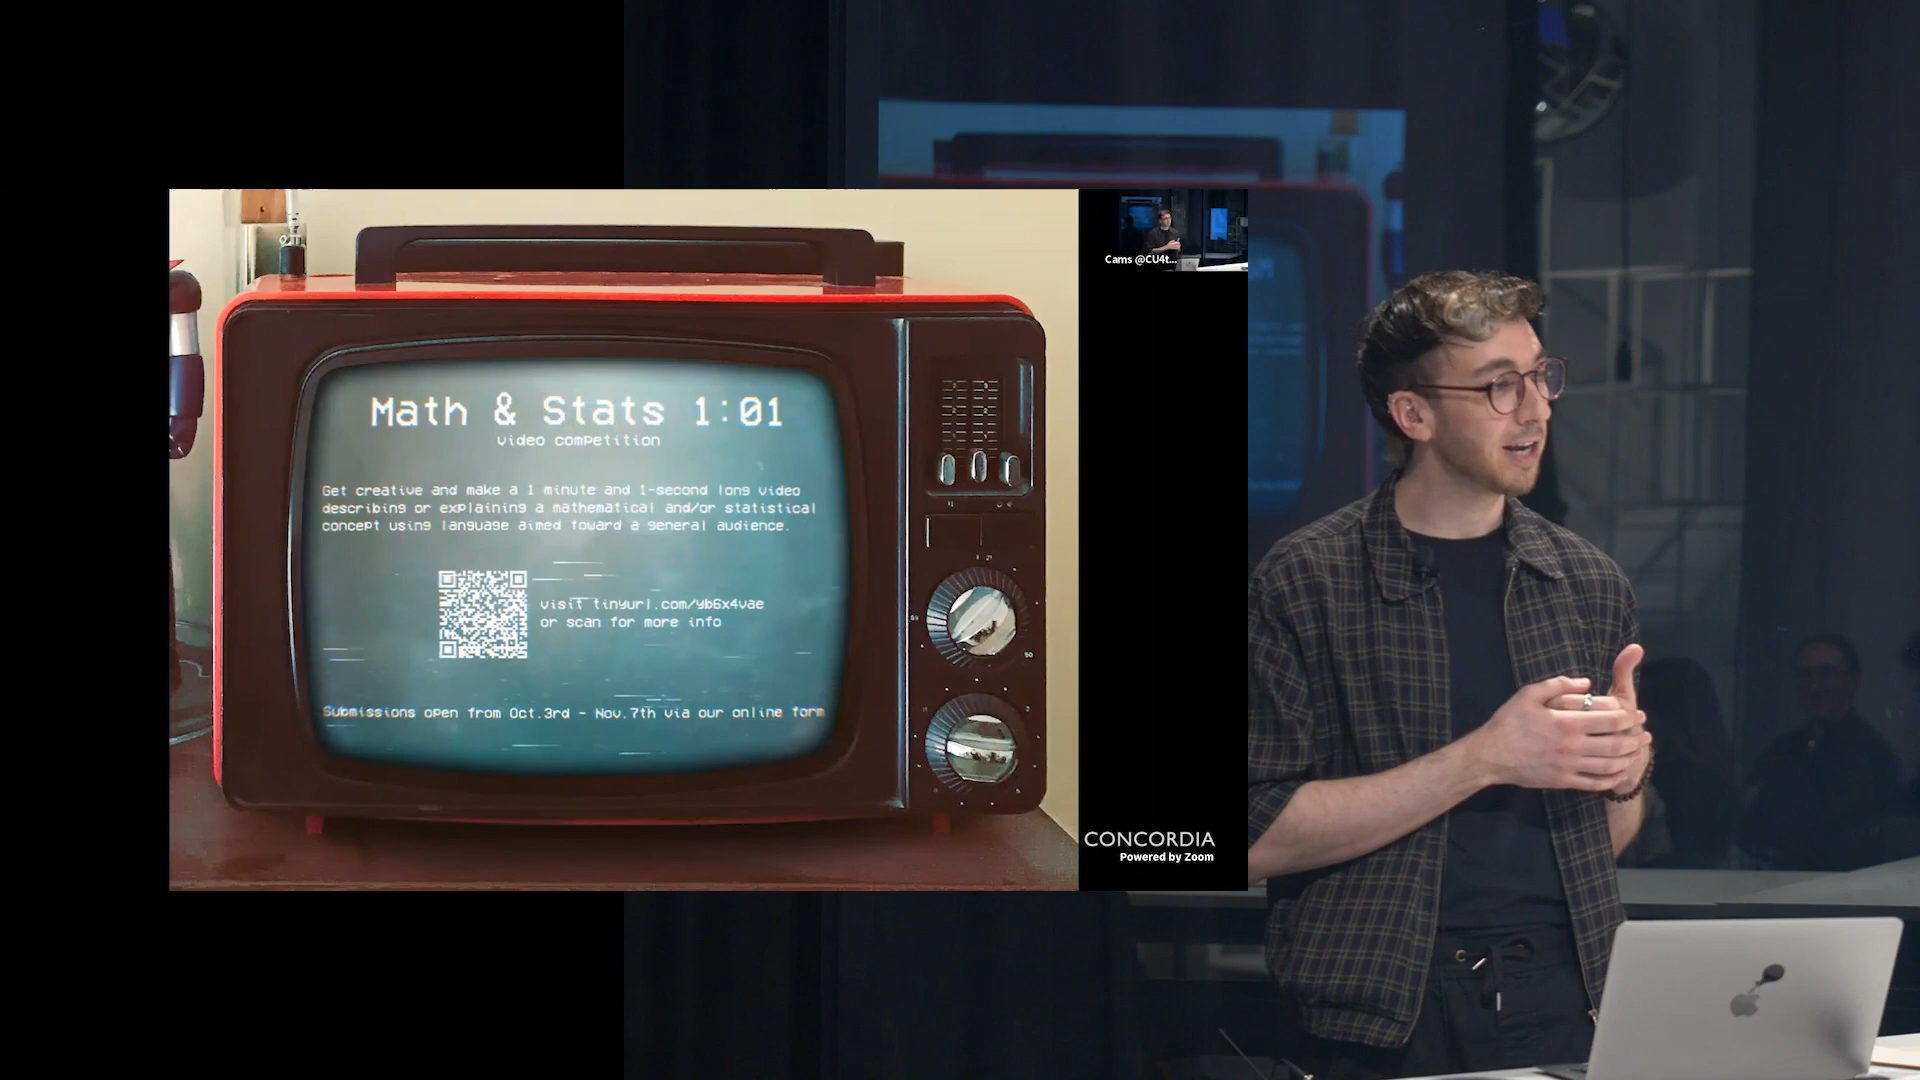 Math & Stats 1:01
video competition
Get creative and make a 1 minute and 1-second long video
describing or explaining a mathematical and/or statistical
concept using language aimed toward a general audience.
visit tinyurl.com/yb6x4vae
or scan for more info
Submissions open from Oct.3rd - Nov.7th via our online form
Cams @CU4t...
CONCORDIA
Powered by Zoom